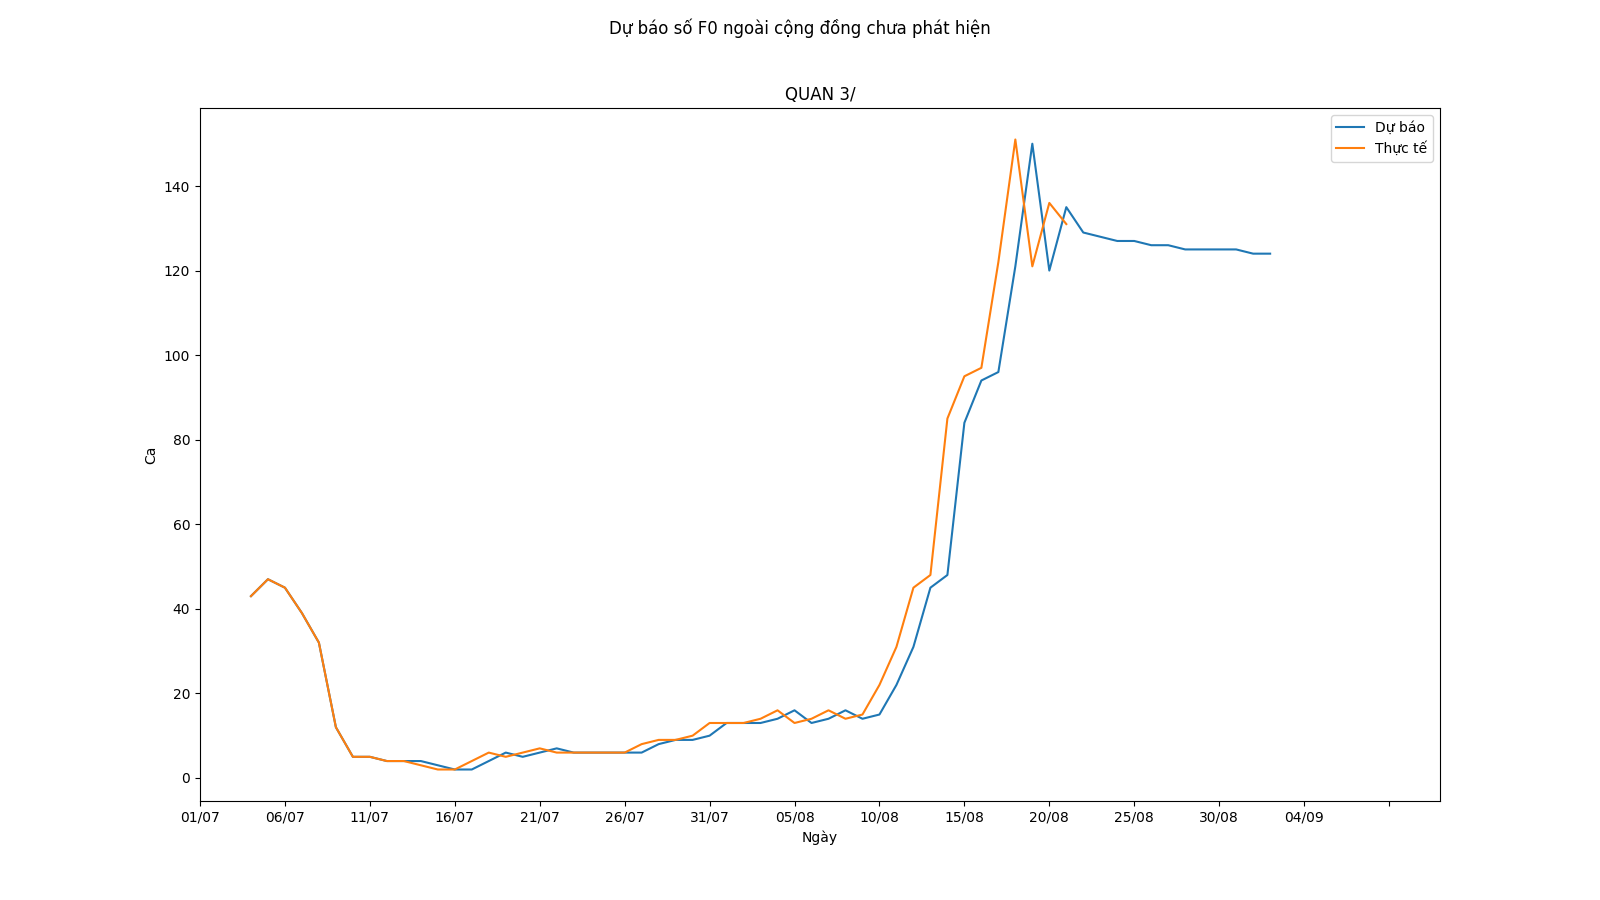 Dự báo số F0 ngoài cộng đồng chưa phát hiện
QUAN 3/
Dự báo
Thực tế
140
120
100
80
60
40
20
0
Ca
01/07 06/07 11/07 16/07 21/07 26/07 31/07 05/08 10/08 15/08 20/08 25/08 30/08 04/09
Ngày